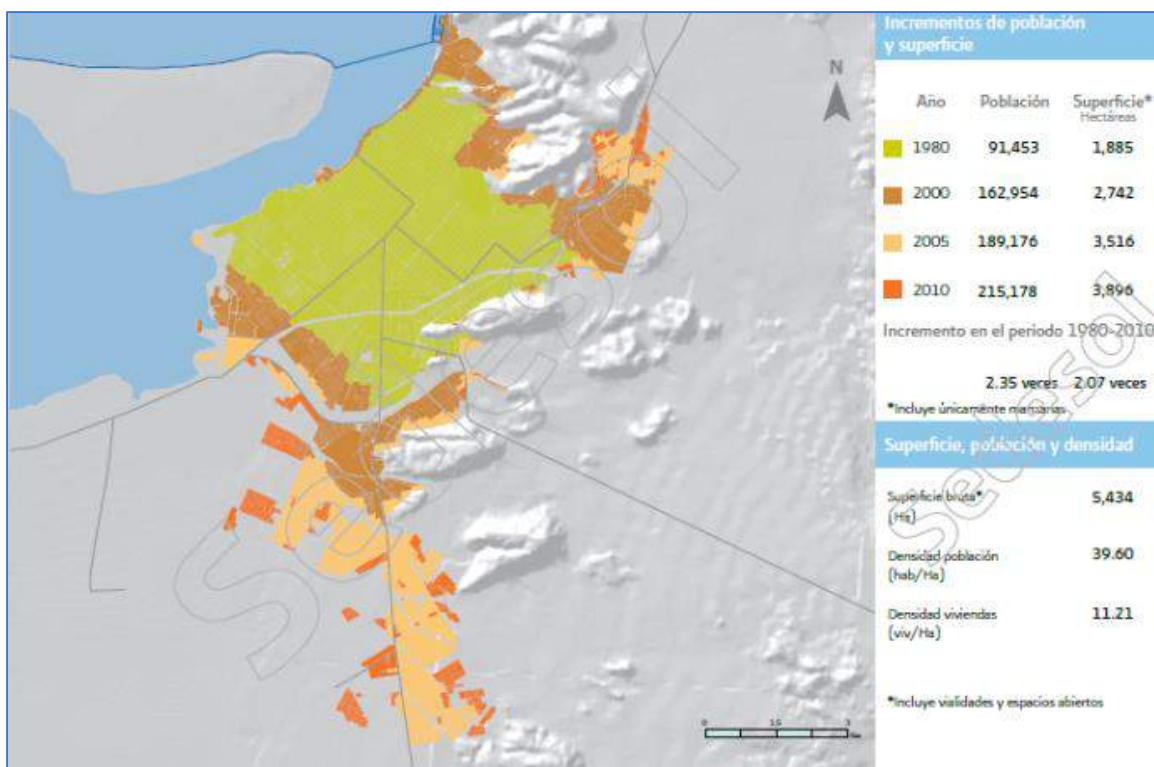 Incrementos de población
y superficie
N
Año Población Superficie*
Hectáreas
1980 91,453 1,885
2000 162,954 2,742
2005 189,176 3,516
2010 215,178 3,896
Incremento en el periodo 1980-2010
2.35 veces 2.07 veces
*Incluye únicamente manzanas
Superficie, población y densidad
Superficie bruta* 5,434
(Ha)
Densidad población 39.60
(hab/Ha)
Densidad viviendas 11.21
(viv/Ha)
*Incluye vialidades y espacios abiertos
0 1.5 3
Sedesol
Sedesol